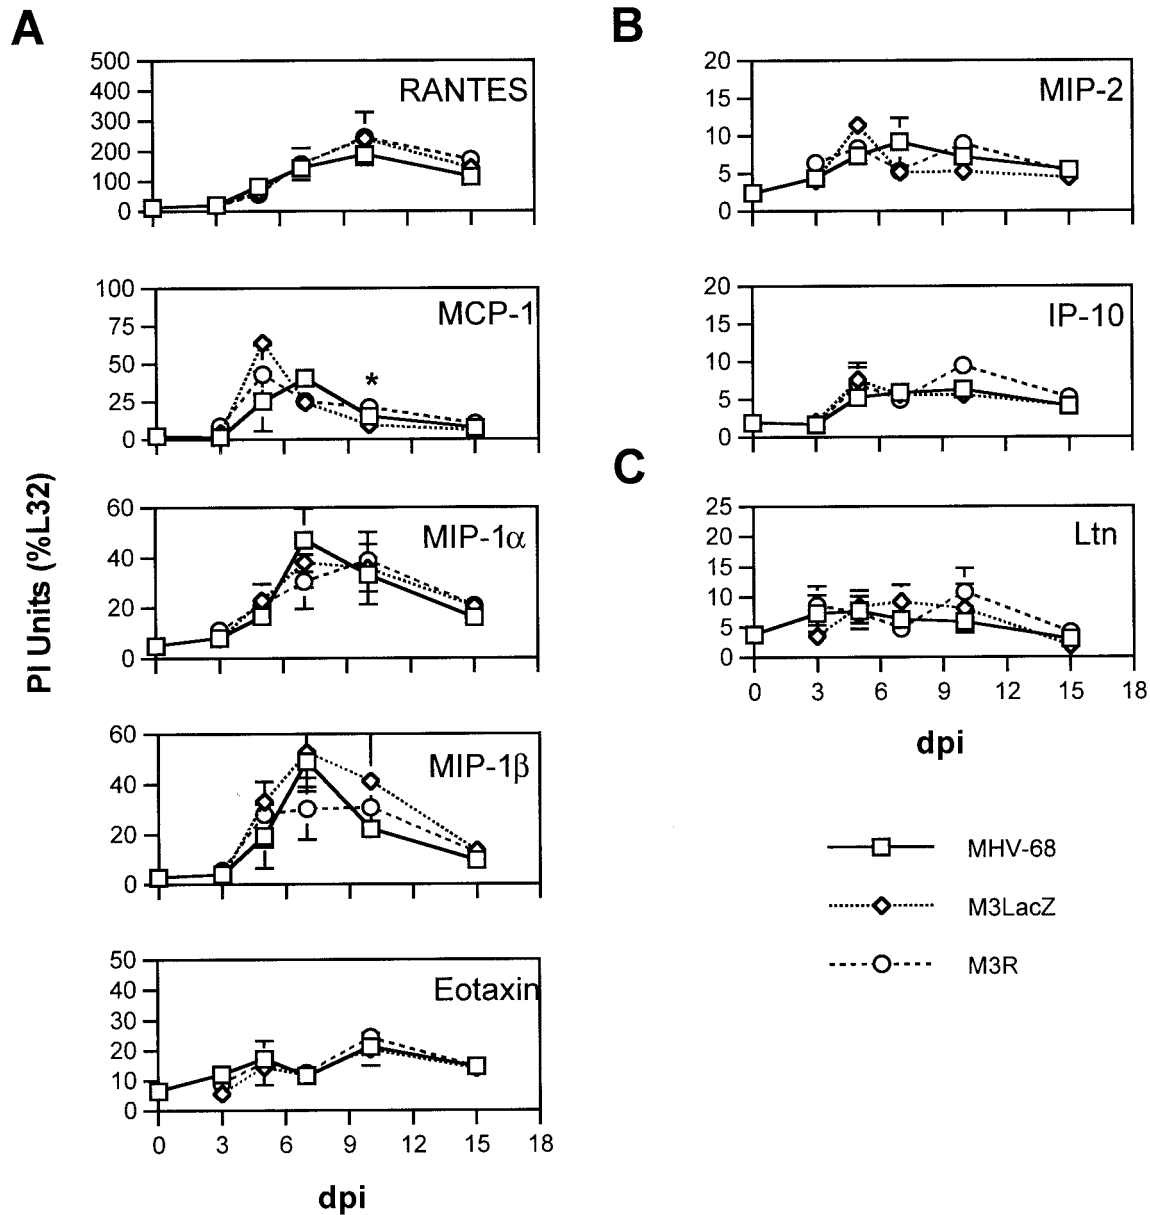 A
500
400
300
200
100
0
RANTES
100
75
50
25
0
MCP-1
*
60
40
20
0
MIP-1α
60
40
20
0
MIP-1β
50
40
30
20
10
0
Eotaxin
0 3 6 9 12 15 18
dpi
PI Units (%L32)
B
20
15
10
5
0
MIP-2
20
15
10
5
0
IP-10
C
25
20
15
10
5
0
Ltn
0 3 6 9 12 15 18
dpi
MHV-68
M3LacZ
M3R